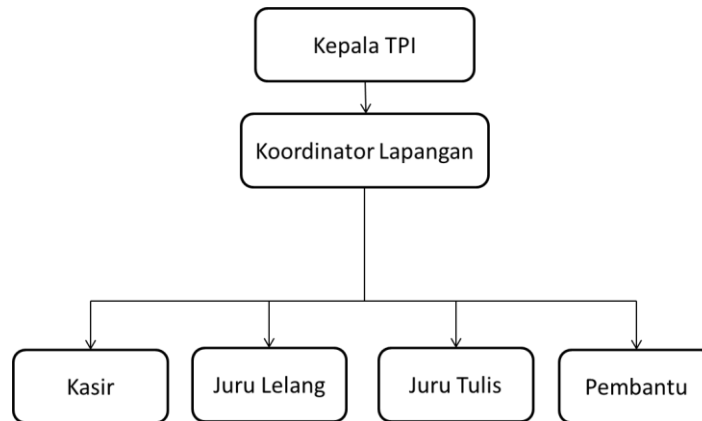 Kepala TPI
Koordinator Lapangan
Kasir
Juru Lelang
Juru Tulis
Pembantu